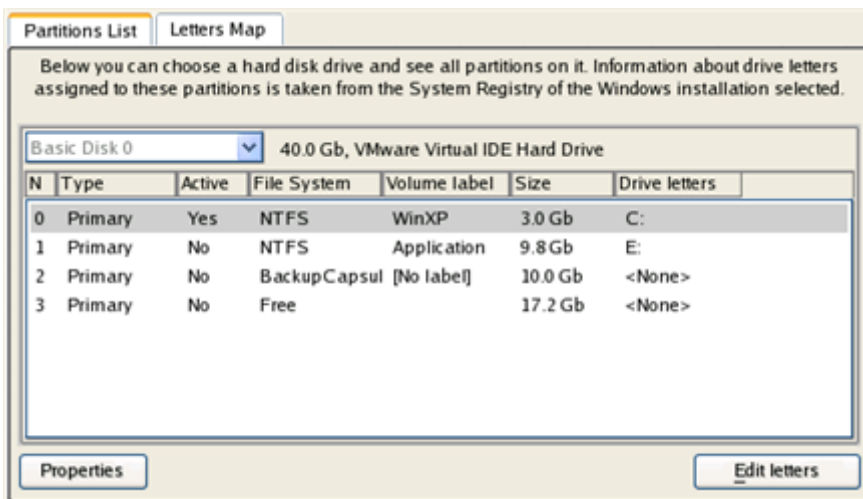 Partitions List Letters Map
Below you can choose a hard disk drive and see all partitions on it. Information about drive letters
assigned to these partitions is taken from the System Registry of the Windows installation selected.
Basic Disk 0 40.0 Gb, VMware Virtual IDE Hard Drive
N Type Active File System Volume label Size Drive letters
0 Primary Yes NTFS WinXP 3.0 Gb C:
1 Primary No NTFS Application 9.8 Gb E:
2 Primary No BackupCapsul [No label] 10.0 Gb <None>
3 Primary No Free 17.2 Gb <None>
Properties Edit letters